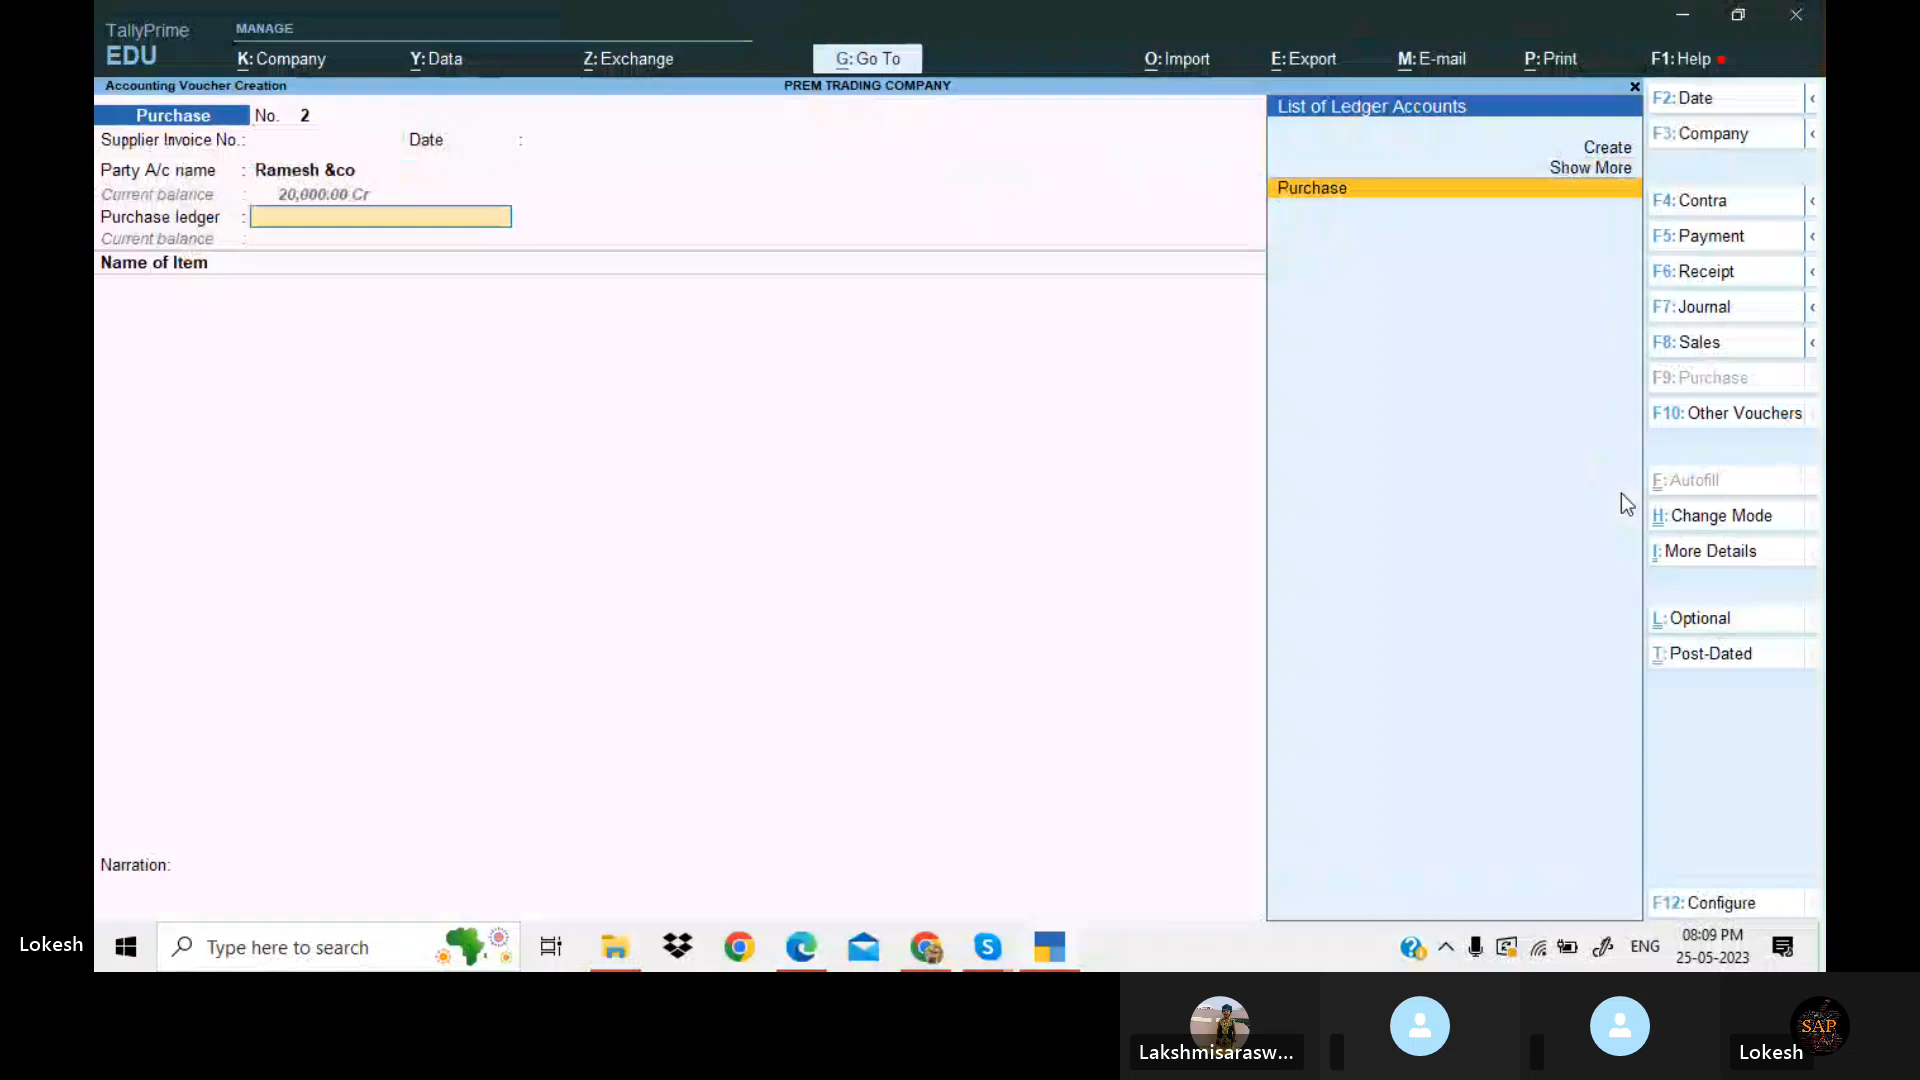 TallyPrime
EDU
MANAGE
K: Company
Y: Data
Z: Exchange
G: Go To
O: Import
E: Export
M: E-mail
P: Print
F1: Help
Accounting Voucher Creation
PREM TRADING COMPANY
Purchase No. 2
Supplier Invoice No.: Date :
Party A/c name : Ramesh &co
Current balance : 20,000.00 Cr
Purchase ledger :
Current balance :
Name of Item
Narration:
List of Ledger Accounts
Create
Show More
Purchase
F2: Date
F3: Company
F4: Contra
F5: Payment
F6: Receipt
F7: Journal
F8: Sales
F9: Purchase
F10: Other Vouchers
F: Autofill
H: Change Mode
I: More Details
L: Optional
T: Post-Dated
F12: Configure
Lokesh
Type here to search
ENG
08:09 PM
25-05-2023
Lakshmisarasw...
SAP
Lokesh